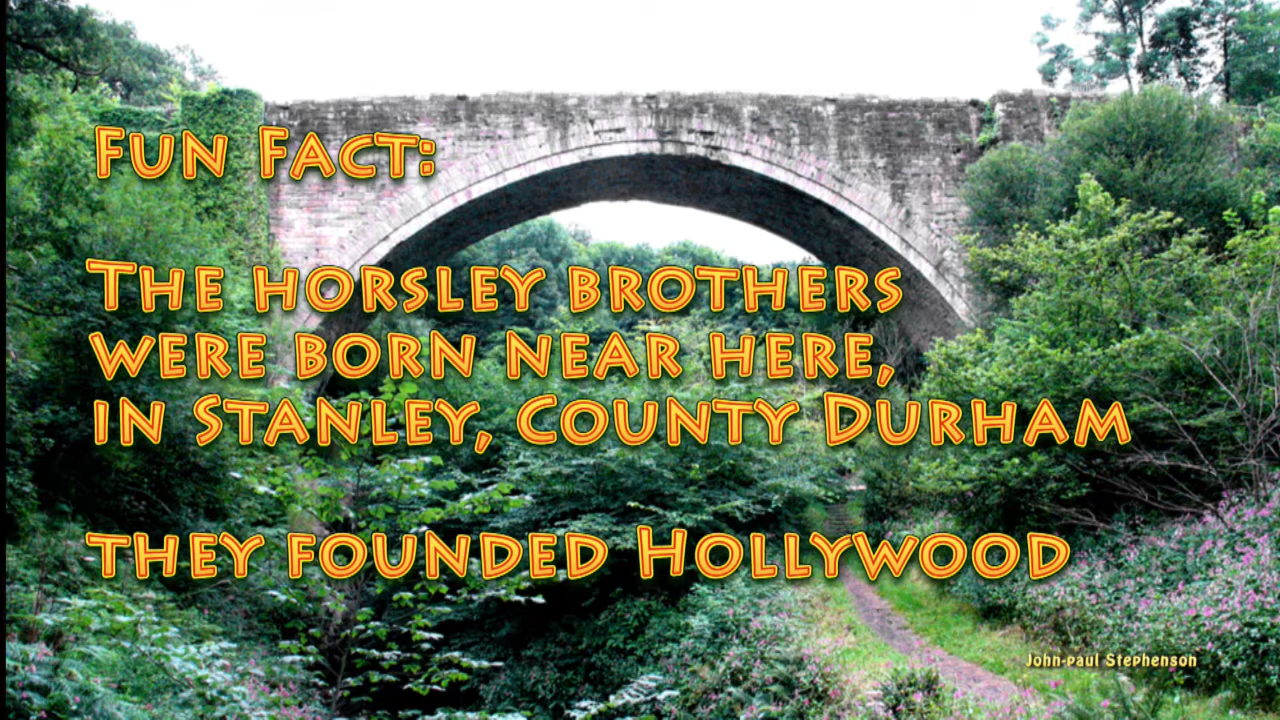 Fun Fact:
The horsley brothers
were born near here,
in Stanley, County Durham
they founded Hollywood
John-paul Stephenson